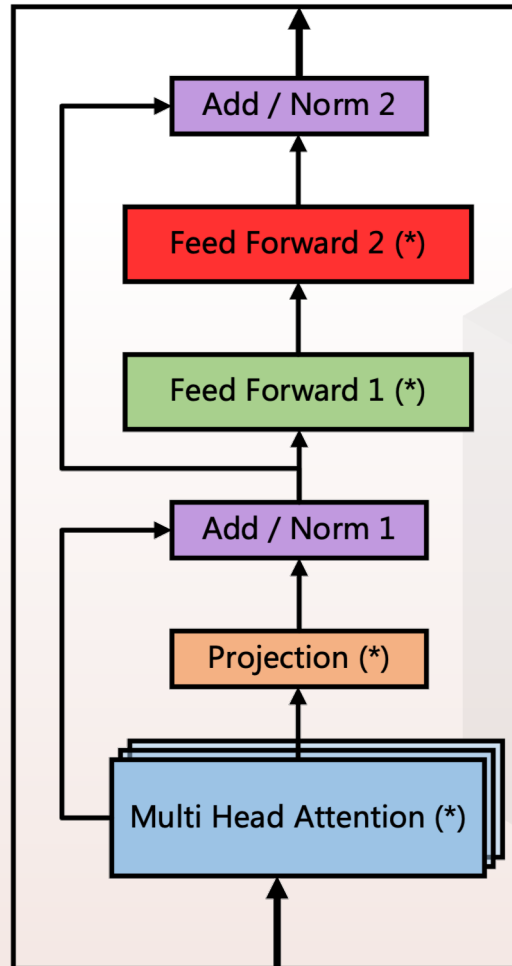 Add / Norm 2
Feed Forward 2 (*)
Feed Forward 1 (*)
Add / Norm 1
Projection (*)
Multi Head Attention (*)